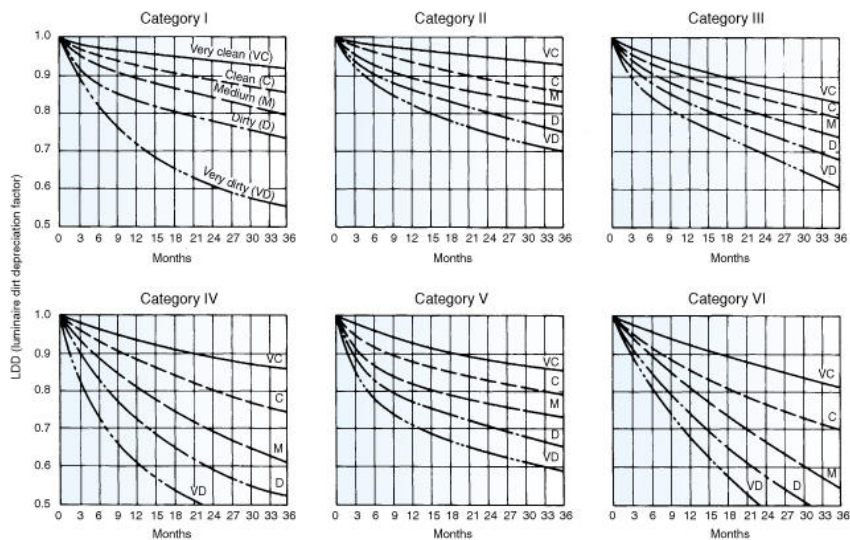 LDD (luminaire dirt depreciation factor)
Category I
1.0
0.9
0.8
0.7
0.6
0.5
Very clean (VC)
Clean (C)
Medium (M)
Dirty (D)
Very dirty (VD)
0 3 6 9 12 15 18 21 24 27 30 33 36
Months
Category II
VC
C
M
D
VD
0 3 6 9 12 15 18 21 24 27 30 33 36
Months
Category III
VC
C
M
D
VD
0 3 6 9 12 15 18 21 24 27 30 33 36
Months
Category IV
1.0
0.9
0.8
0.7
0.6
0.5
VC
C
M
D
VD
0 3 6 9 12 15 18 21 24 27 30 33 36
Months
Category V
VC
C
M
D
VD
0 3 6 9 12 15 18 21 24 27 30 33 36
Months
Category VI
VC
C
M
D
VD
0 3 6 9 12 15 18 21 24 27 30 33 36
Months